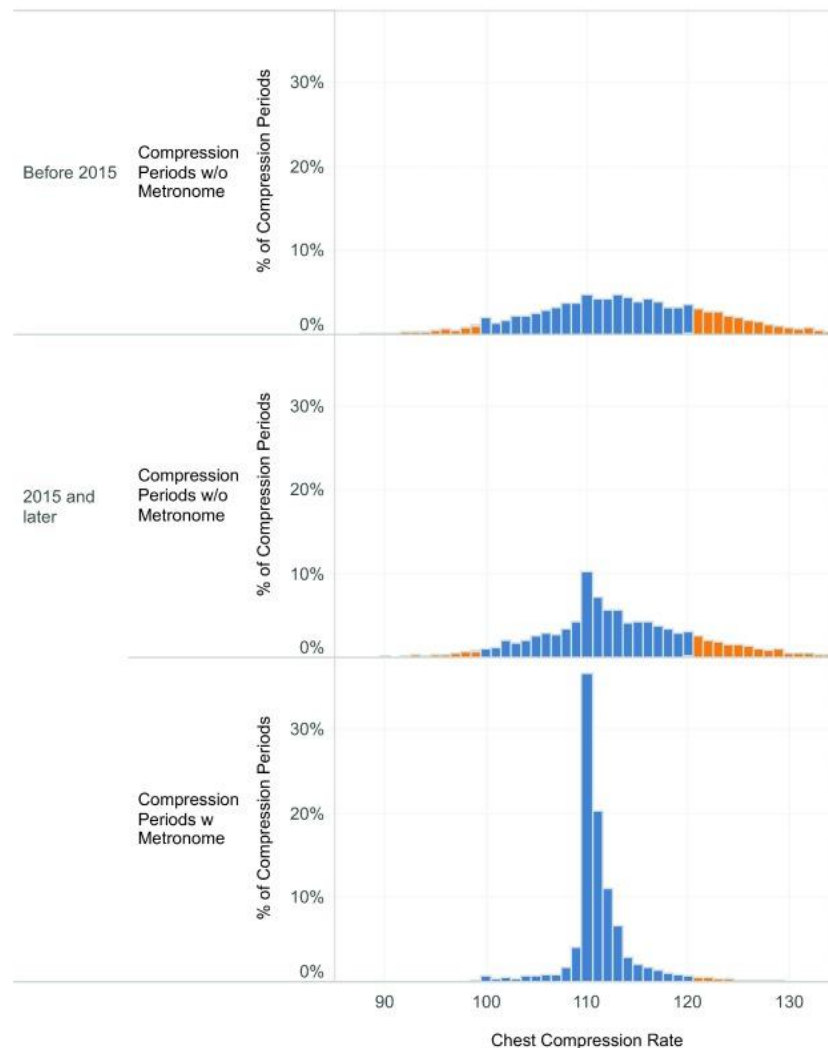 % of Compression Periods
30%
20%
10%
0%
Before 2015
Compression
Periods w/o
Metronome
% of Compression Periods
30%
20%
10%
0%
2015 and
later
Compression
Periods w/o
Metronome
% of Compression Periods
30%
20%
10%
0%
Compression
Periods w
Metronome
90 100 110 120 130
Chest Compression Rate